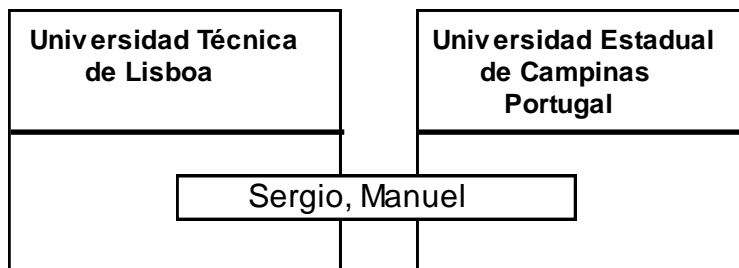 Universidad Técnica
de Lisboa
Universidad Estadual
de Campinas
Portugal
Sergio, Manuel